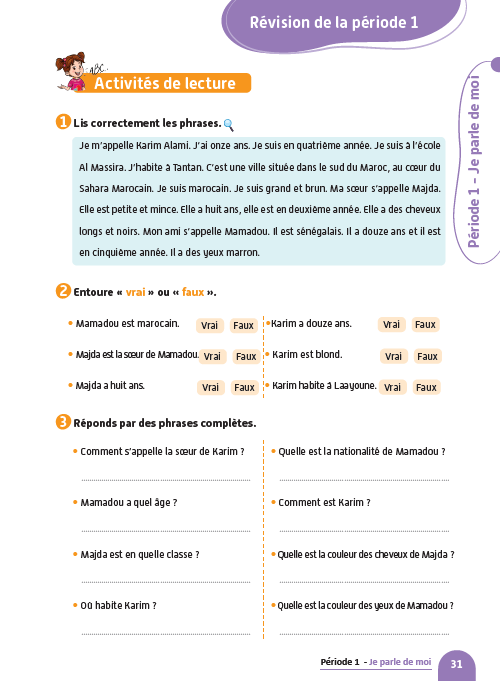 Révision de la période 1
ABC.
Activités de lecture
Période 1 - Je parle de moi
1 Lis correctement les phrases.
Je m'appelle Karim Alami. J'ai onze ans. Je suis en quatrième année. Je suis à l'école
Al Massira. J'habite à Tantan. C'est une ville située dans le sud du Maroc, au cœur du
Sahara Marocain. Je suis marocain. Je suis grand et brun. Ma sœur s'appelle Majda.
Elle est petite et mince. Elle a huit ans, elle est en deuxième année. Elle a des cheveux
longs et noirs. Mon ami s'appelle Mamadou. Il est sénégalais. Il a douze ans et il est
en cinquième année. Il a des yeux marron.
2 Entoure « vrai » ou « faux ».
• Mamadou est marocain. Vrai Faux
• Karim a douze ans. Vrai Faux
• Majda est la sœur de Mamadou. Vrai Faux
• Karim est blond. Vrai Faux
• Majda a huit ans. Vrai Faux
• Karim habite à Laayoune. Vrai Faux
3 Réponds par des phrases complètes.
• Comment s'appelle la sœur de Karim ?
• Quelle est la nationalité de Mamadou ?
• Mamadou a quel âge ?
• Comment est Karim ?
• Majda est en quelle classe ?
• Quelle est la couleur des cheveux de Majda ?
• Où habite Karim ?
• Quelle est la couleur des yeux de Mamadou ?
Période 1 - Je parle de moi 31